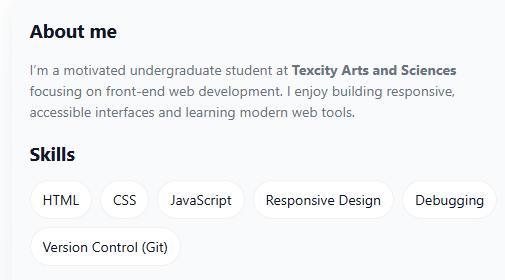 About me
I'm a motivated undergraduate student at Texcity Arts and Sciences
focusing on front-end web development. I enjoy building responsive,
accessible interfaces and learning modern web tools.
Skills
HTML CSS JavaScript Responsive Design Debugging
Version Control (Git)